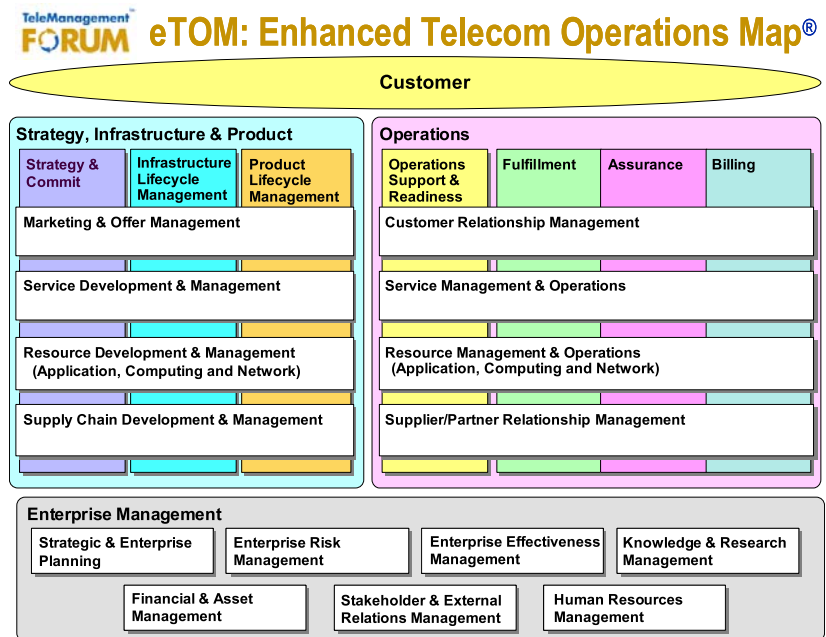 TeleManagement™
FORUM
eTOM: Enhanced Telecom Operations Map®
Customer
Strategy, Infrastructure & Product
Strategy &
Commit
Infrastructure
Lifecycle
Management
Product
Lifecycle
Management
Marketing & Offer Management
Service Development & Management
Resource Development & Management
(Application, Computing and Network)
Supply Chain Development & Management
Operations
Operations
Support &
Readiness
Fulfillment
Assurance
Billing
Customer Relationship Management
Service Management & Operations
Resource Management & Operations
(Application, Computing and Network)
Supplier/Partner Relationship Management
Enterprise Management
Strategic & Enterprise
Planning
Enterprise Risk
Management
Enterprise Effectiveness
Management
Knowledge & Research
Management
Financial & Asset
Management
Stakeholder & External
Relations Management
Human Resources
Management